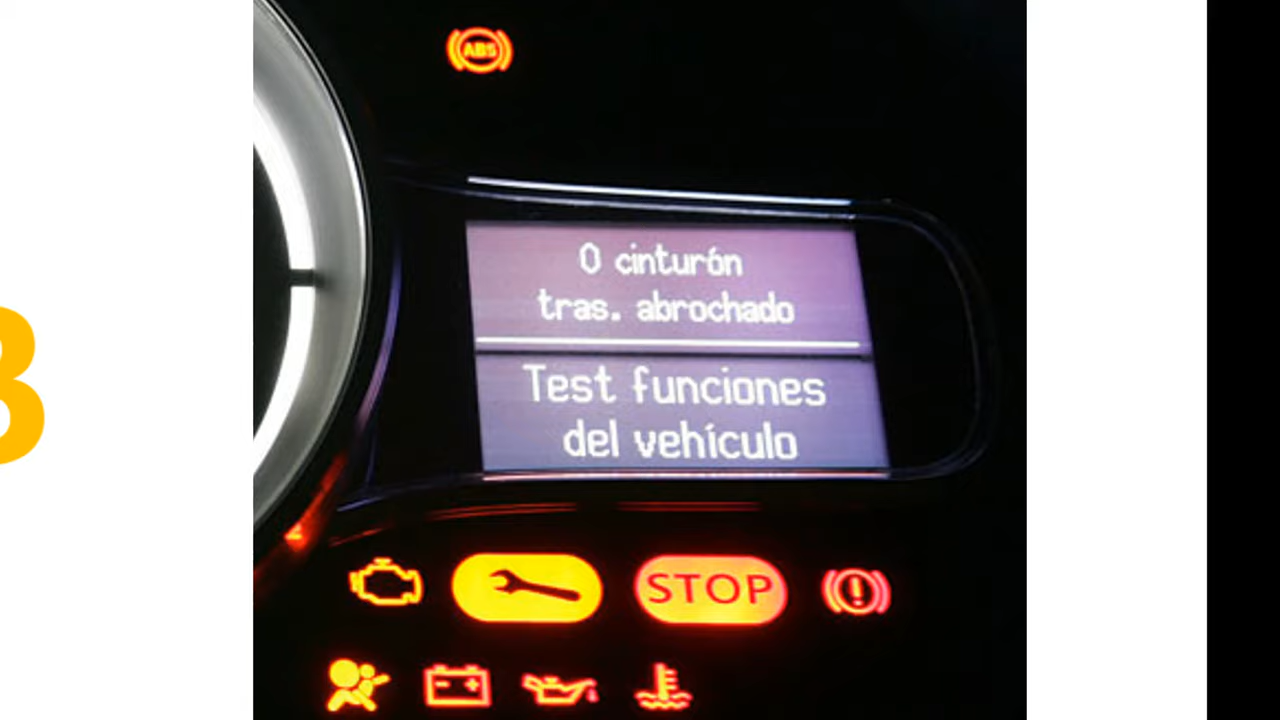 ABS
0 cinturón
tras. abrochado
Test funciones
del vehículo
STOP